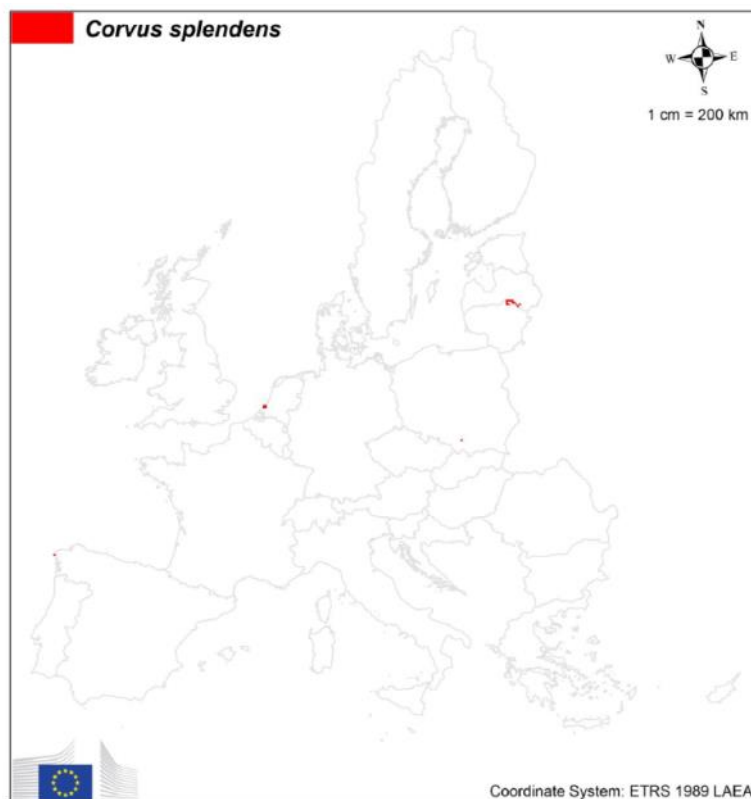 Corvus splendens
N
W E
S
1 cm = 200 km
Coordinate System: ETRS 1989 LAEA